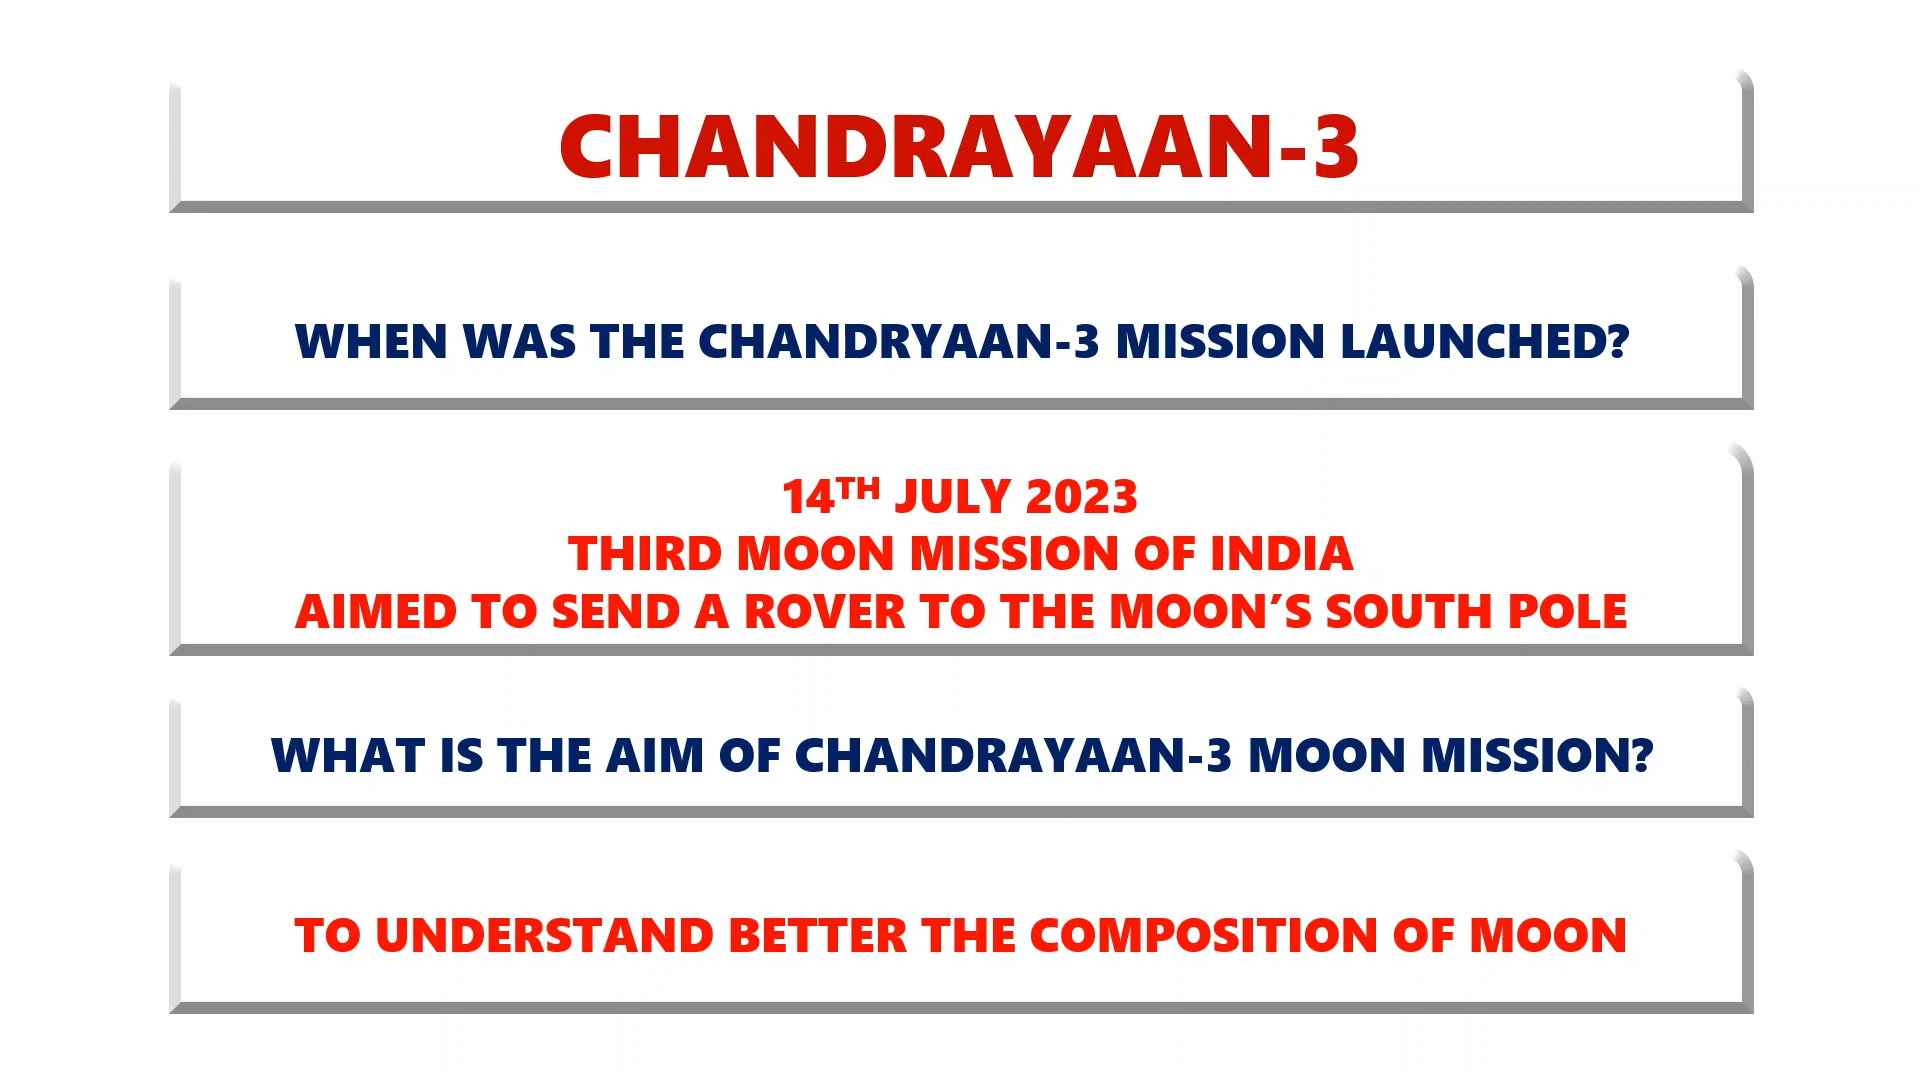 CHANDRAYAAN-3
WHEN WAS THE CHANDRYAAN-3 MISSION LAUNCHED?
14TH JULY 2023
THIRD MOON MISSION OF INDIA
AIMED TO SEND A ROVER TO THE MOON’S SOUTH POLE
WHAT IS THE AIM OF CHANDRAYAAN-3 MOON MISSION?
TO UNDERSTAND BETTER THE COMPOSITION OF MOON